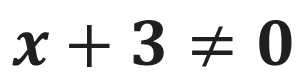 x + 3 ≠ 0